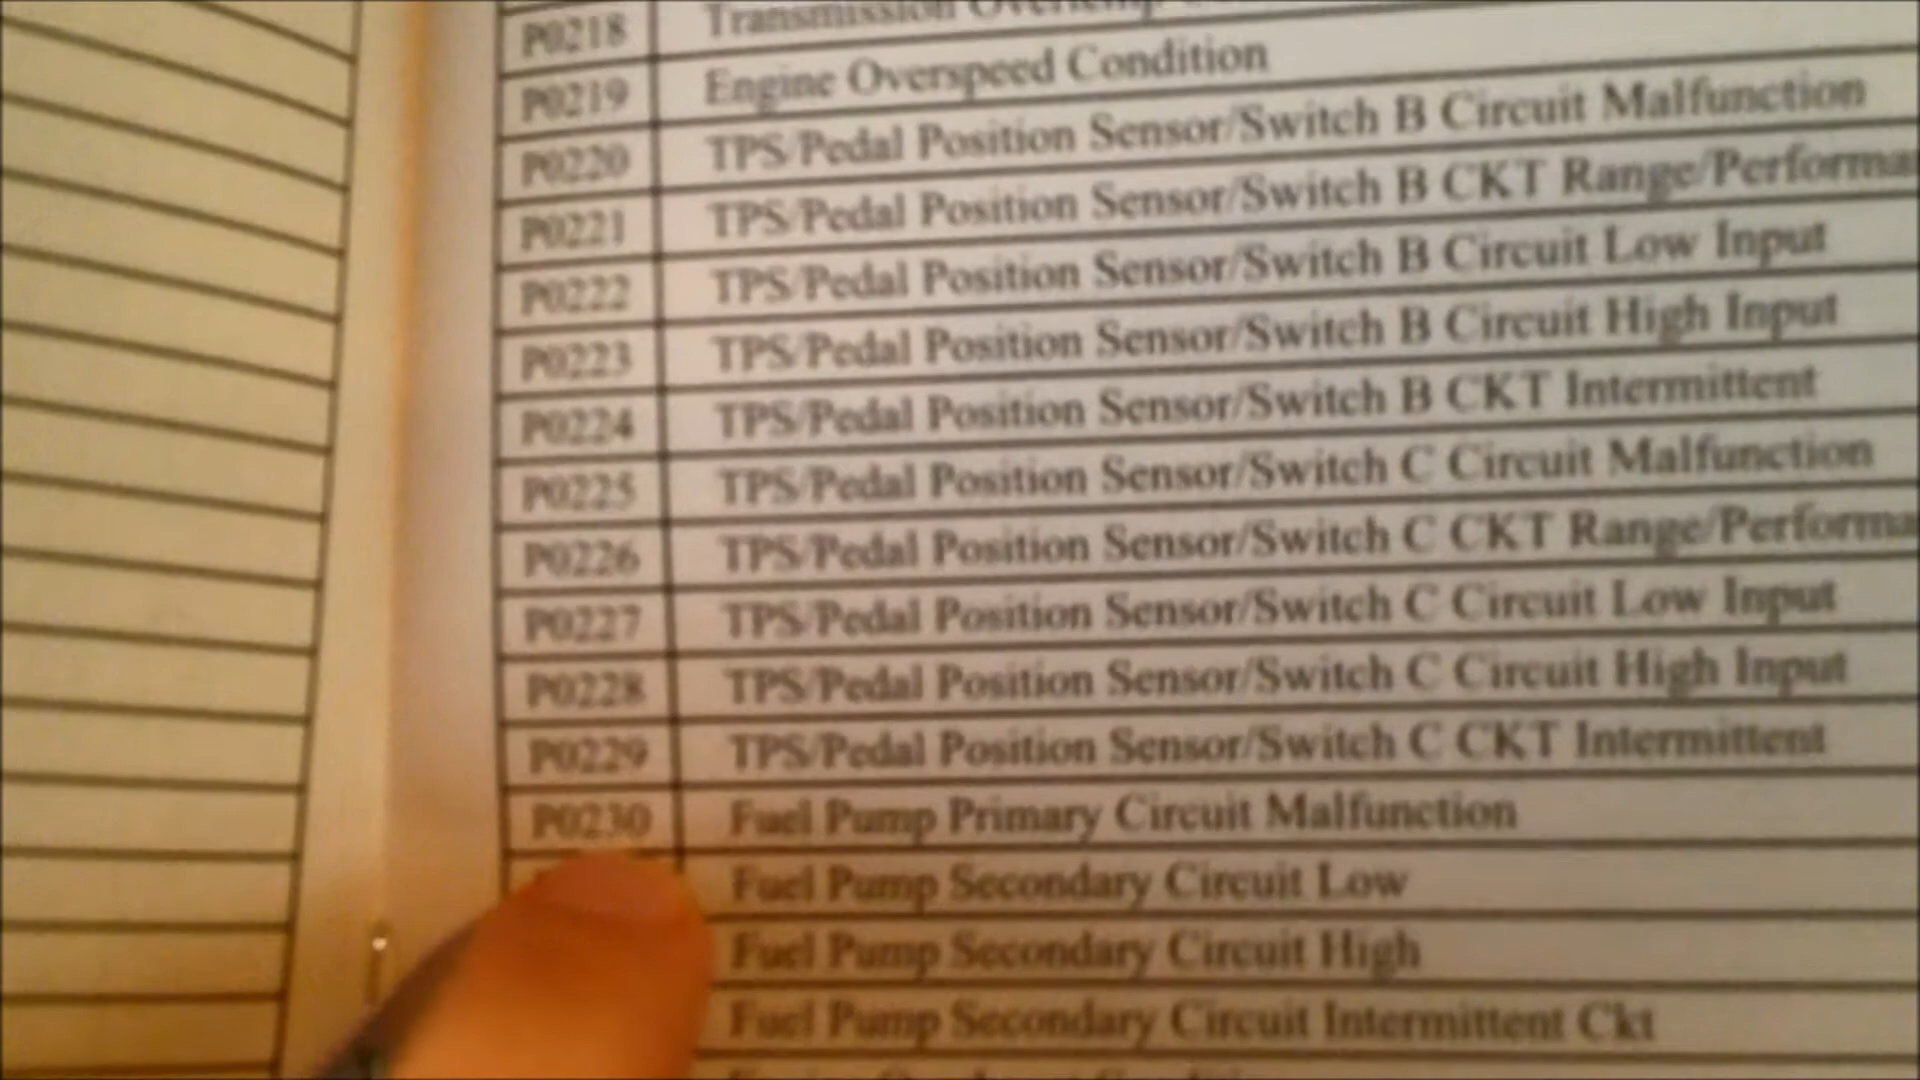 P0218 Transmission
P0219 Engine Overspeed Condition
P0220 TPS/Pedal Position Sensor/Switch B Circuit Malfunction
P0221 TPS/Pedal Position Sensor/Switch B CKT Range/Performa
P0222 TPS/Pedal Position Sensor/Switch B Circuit Low Input
P0223 TPS/Pedal Position Sensor/Switch B Circuit High Input
P0224 TPS/Pedal Position Sensor/Switch B CKT Intermittent
P0225 TPS/Pedal Position Sensor/Switch C Circuit Malfunction
P0226 TPS/Pedal Position Sensor/Switch C CKT Range/Performa
P0227 TPS/Pedal Position Sensor/Switch C Circuit Low Input
P0228 TPS/Pedal Position Sensor/Switch C Circuit High Input
P0229 TPS/Pedal Position Sensor/Switch C CKT Intermittent
P0230 Fuel Pump Primary Circuit Malfunction
Fuel Pump Secondary Circuit Low
Fuel Pump Secondary Circuit High
Fuel Pump Secondary Circuit Intermittent Ckt